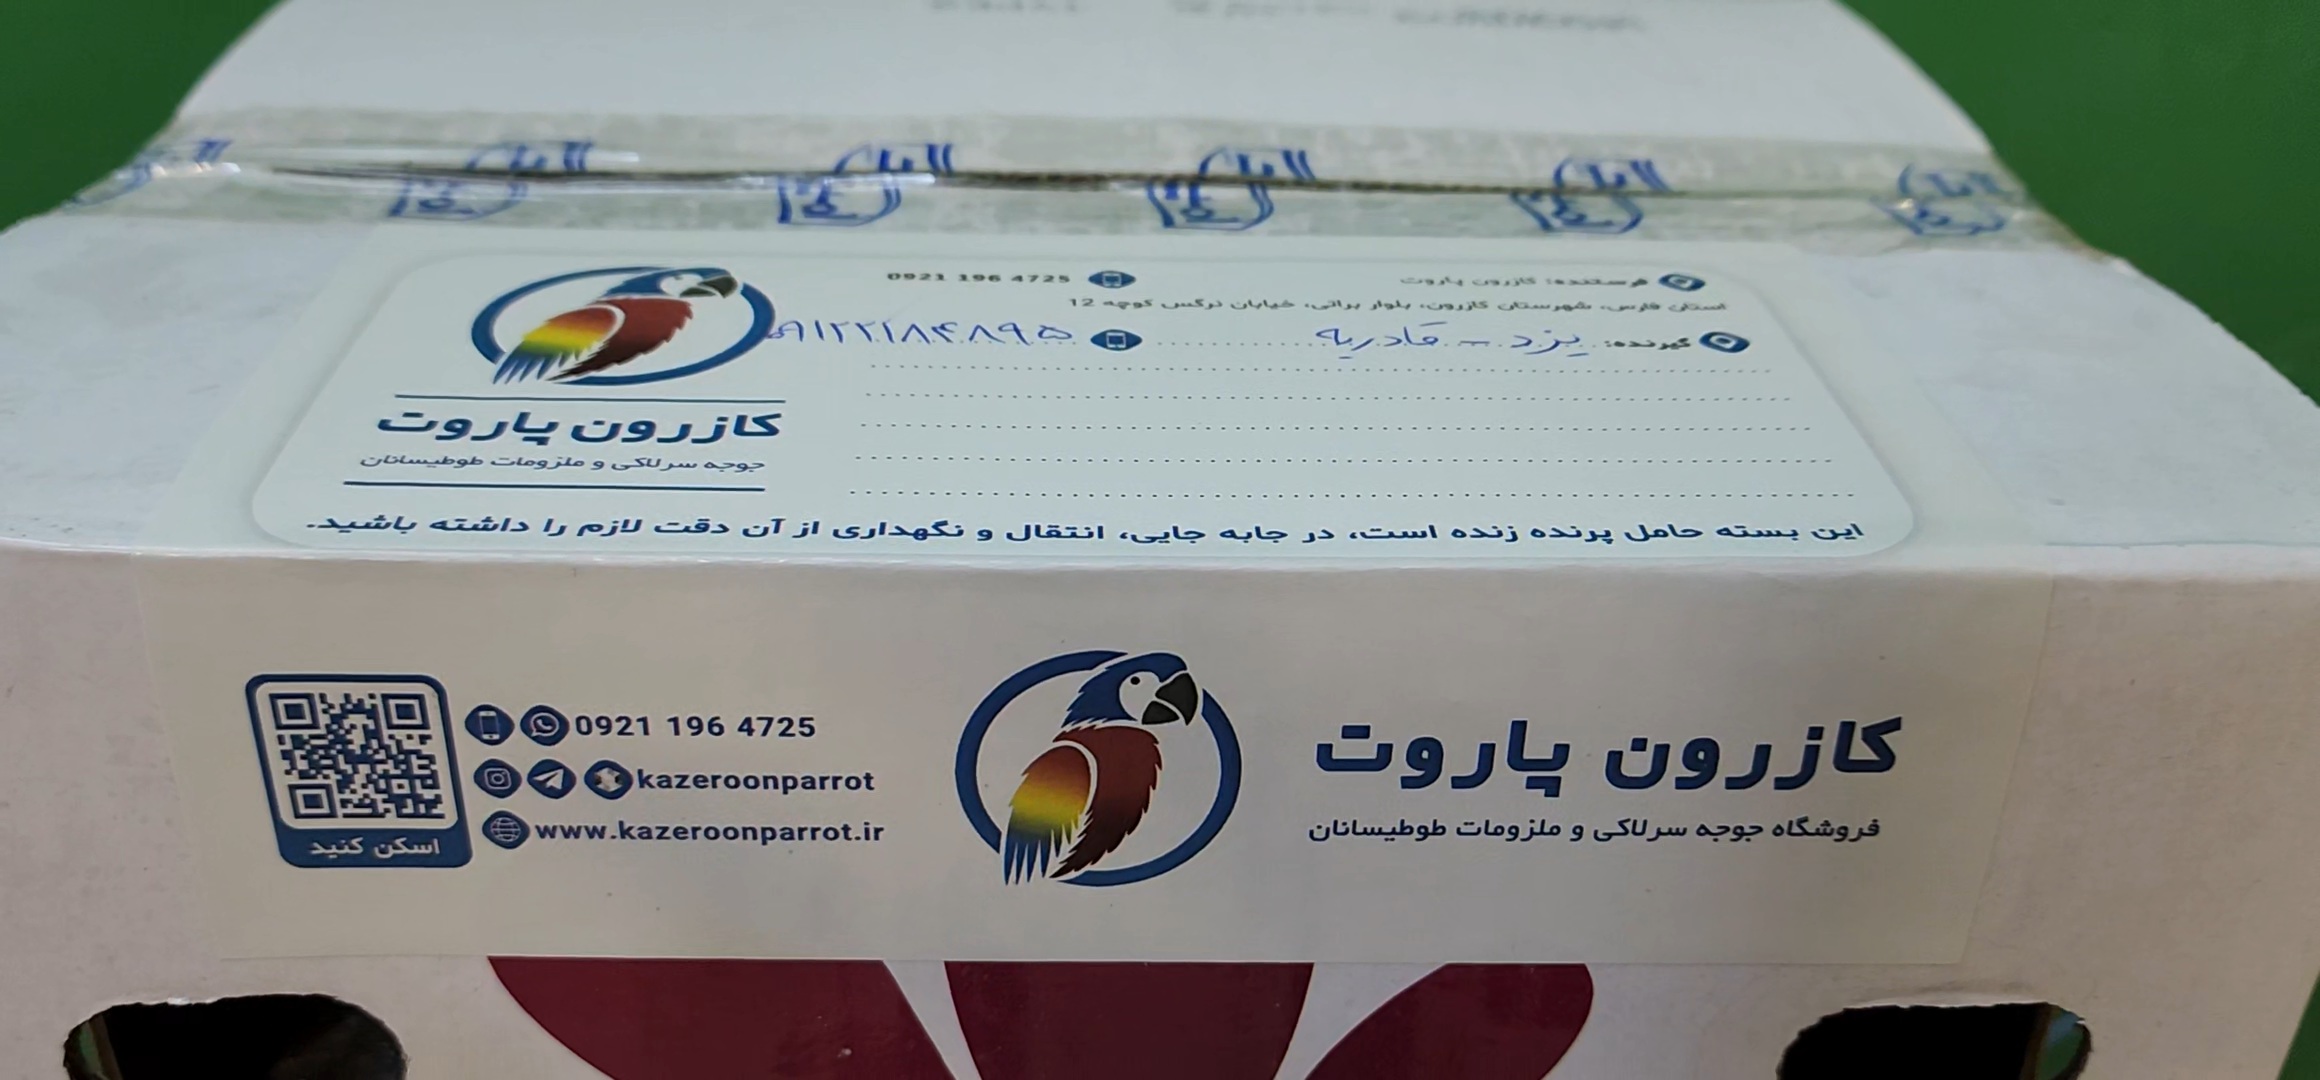 فرستنده: کازرون پاروت
0921 196 4725
استان فارس، شهرستان کازرون، بلوار براتی، خیابان نرگس کوچه 12
گیرنده: یزد - قادریه
۰۹۱۲۲۱۸۴۸۹۵
کازرون پاروت
جوجه سرلاکی و ملزومات طوطیسانان
این بسته حامل پرنده زنده است، در جابه جایی، انتقال و نگهداری از آن دقت لازم را داشته باشید.
کازرون پاروت
فروشگاه جوجه سرلاکی و ملزومات طوطیسانان
0921 196 4725
kazeroonparrot
www.kazeroonparrot.ir
اسکن کنید